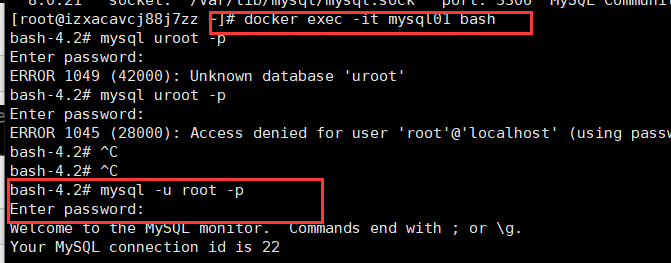 8.0.21 socket: "/var/lib/mysql/mysql.sock" port: 3306 MySQL Communit
[root@izxacavcj88j7zz ~]# docker exec -it mysql01 bash
bash-4.2# mysql uroot -p
Enter password:
ERROR 1049 (42000): Unknown database 'uroot'
bash-4.2# mysql uroot -p
Enter password:
ERROR 1045 (28000): Access denied for user 'root'@'localhost' (using passw
bash-4.2# ^C
bash-4.2# ^C
bash-4.2# mysql -u root -p
Enter password:
Welcome to the MySQL monitor.  Commands end with ; or \g.
Your MySQL connection id is 22